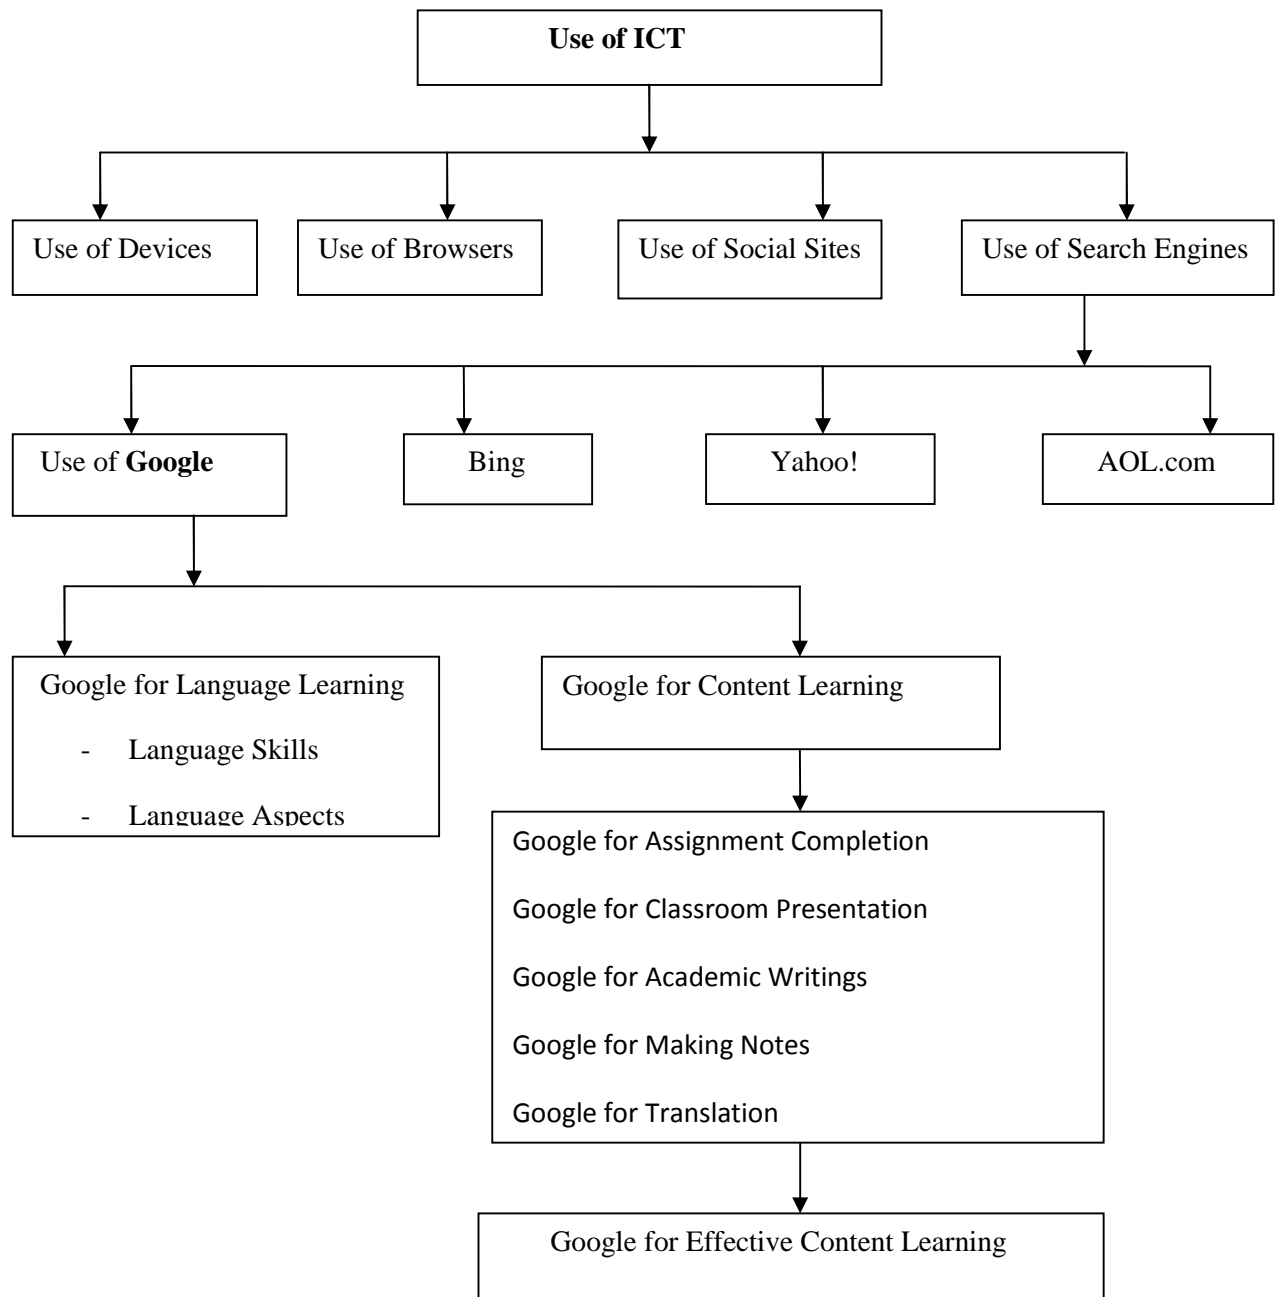 Use of ICT
Use of Devices
Use of Browsers
Use of Social Sites
Use of Search Engines
Use of Google
Bing
Yahoo!
AOL.com
Google for Language Learning
- Language Skills
- Language Aspects
Google for Content Learning
Google for Assignment Completion
Google for Classroom Presentation
Google for Academic Writings
Google for Making Notes
Google for Translation
Google for Effective Content Learning